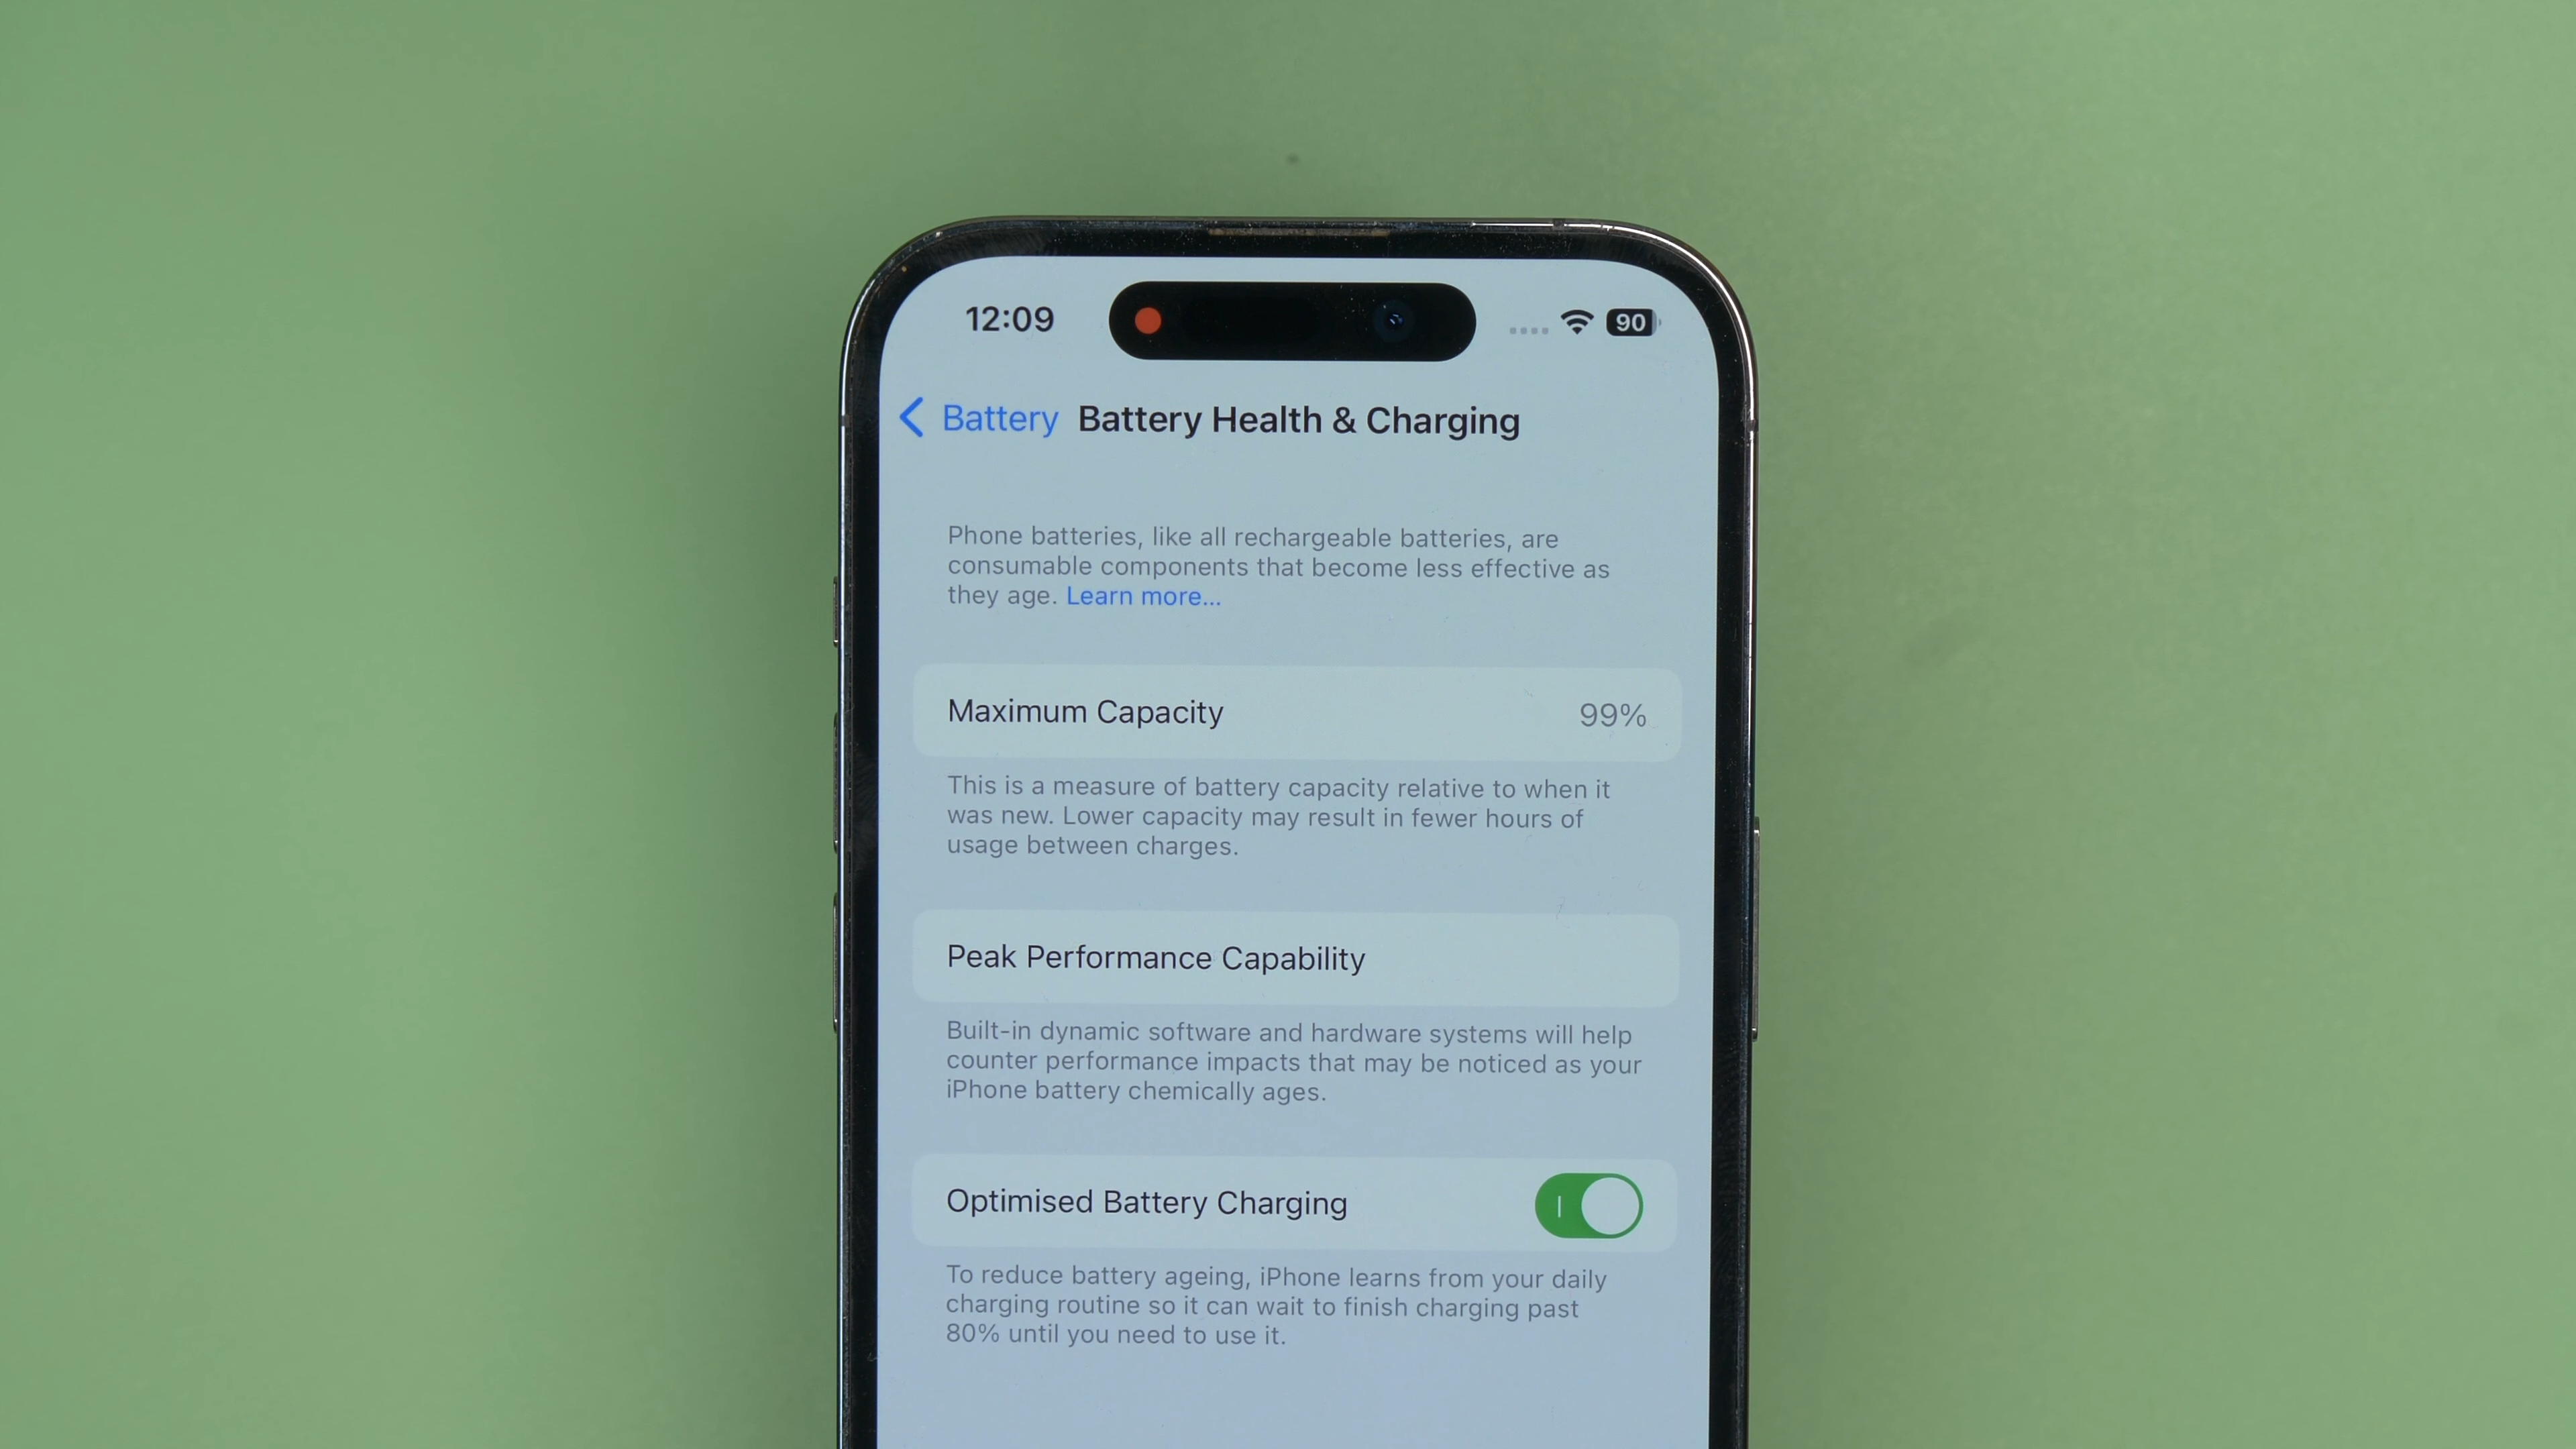 12:09 90
Battery Battery Health & Charging
Phone batteries, like all rechargeable batteries, are
consumable components that become less effective as
they age. Learn more...
Maximum Capacity 99%
This is a measure of battery capacity relative to when it
was new. Lower capacity may result in fewer hours of
usage between charges.
Peak Performance Capability
Built-in dynamic software and hardware systems will help
counter performance impacts that may be noticed as your
iPhone battery chemically ages.
Optimised Battery Charging
To reduce battery ageing, iPhone learns from your daily
charging routine so it can wait to finish charging past
80% until you need to use it.